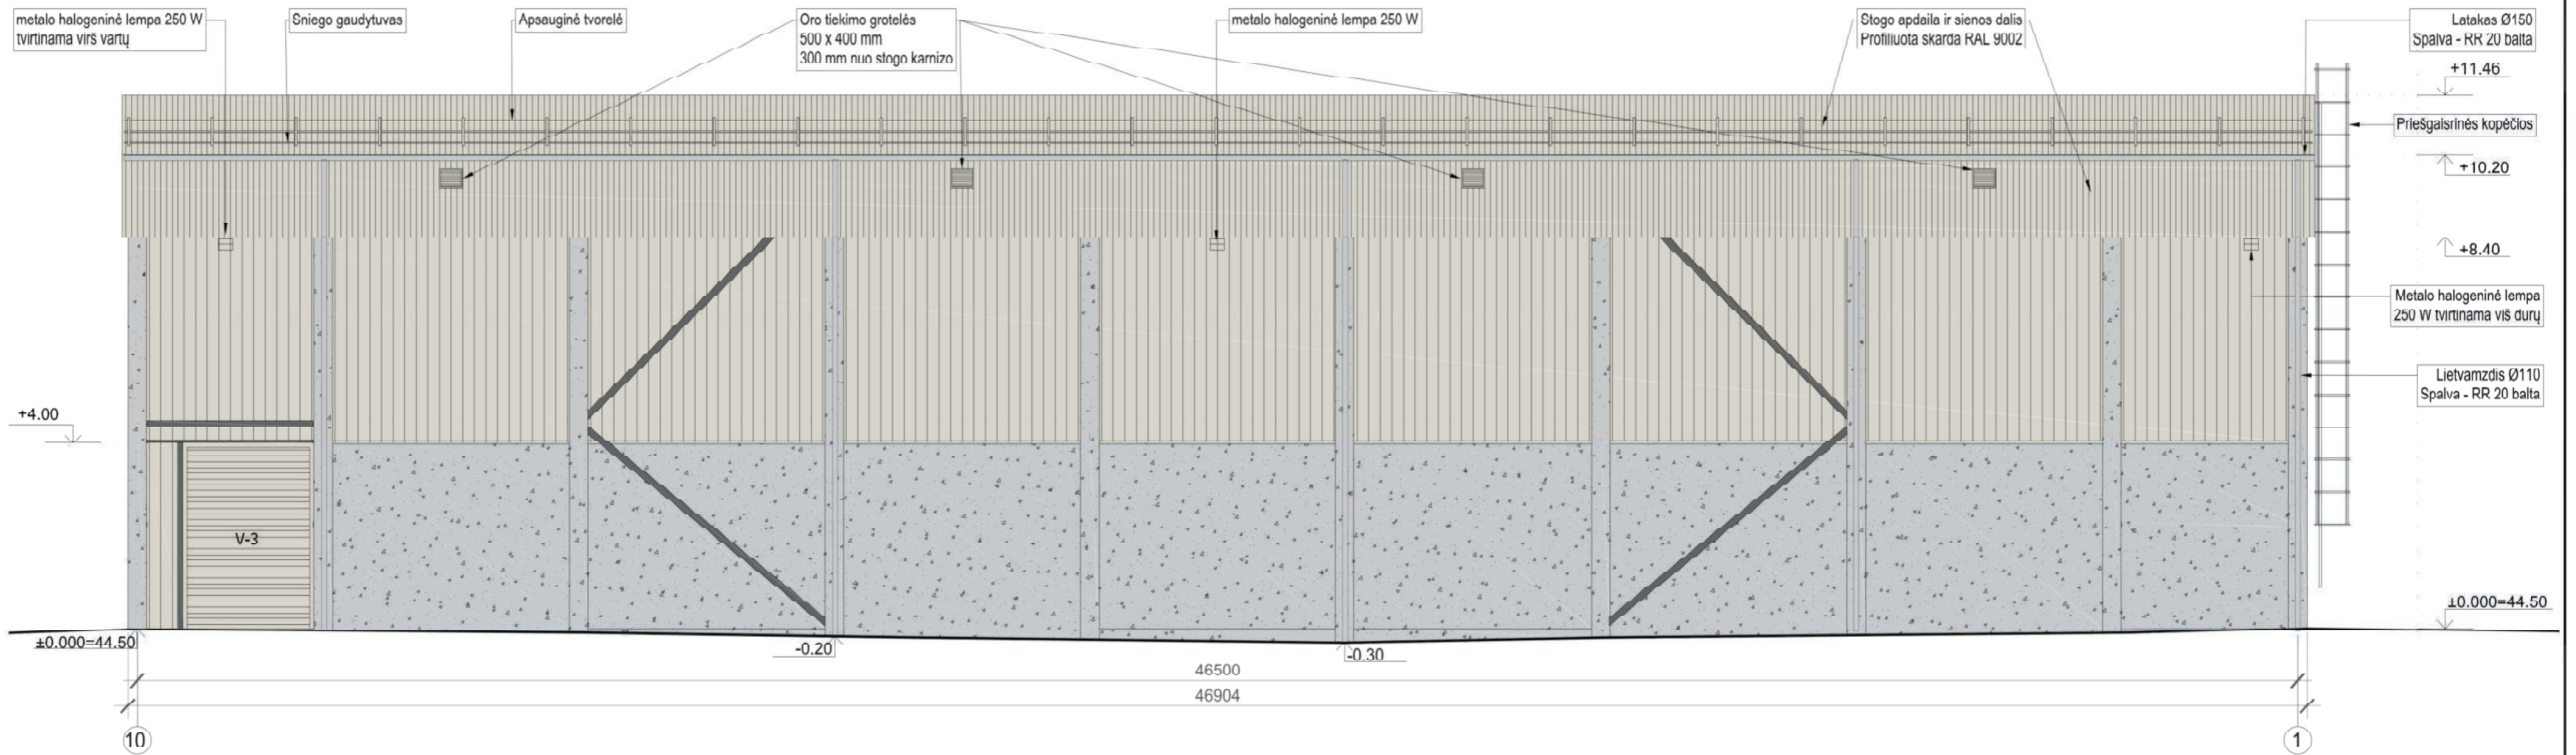 metalo halogeninė lempa 250 W
tvirtinama virš vartų
Sniego gaudytuvas
Apsauginė tvorelė
Oro tiekimo grotelės
500 x 400 mm
300 mm nuo stogo karnizo
metalo halogeninė lempa 250 W
Stogo apdaila ir sienos dalis
Profiliuota skarda RAL 9002
Latakas Ø150
Spalva - RR 20 balta
+11.46
Priešgaisrinės kopėčios
+10.20
+8.40
Metalo halogeninė lempa
250 W tvirtinama viš durų
Lietvamzdis Ø110
Spalva - RR 20 balta
+4.00
V-3
±0.000=44.50
±0.000=44.50
-0.20
-0.30
46500
46904
10
1